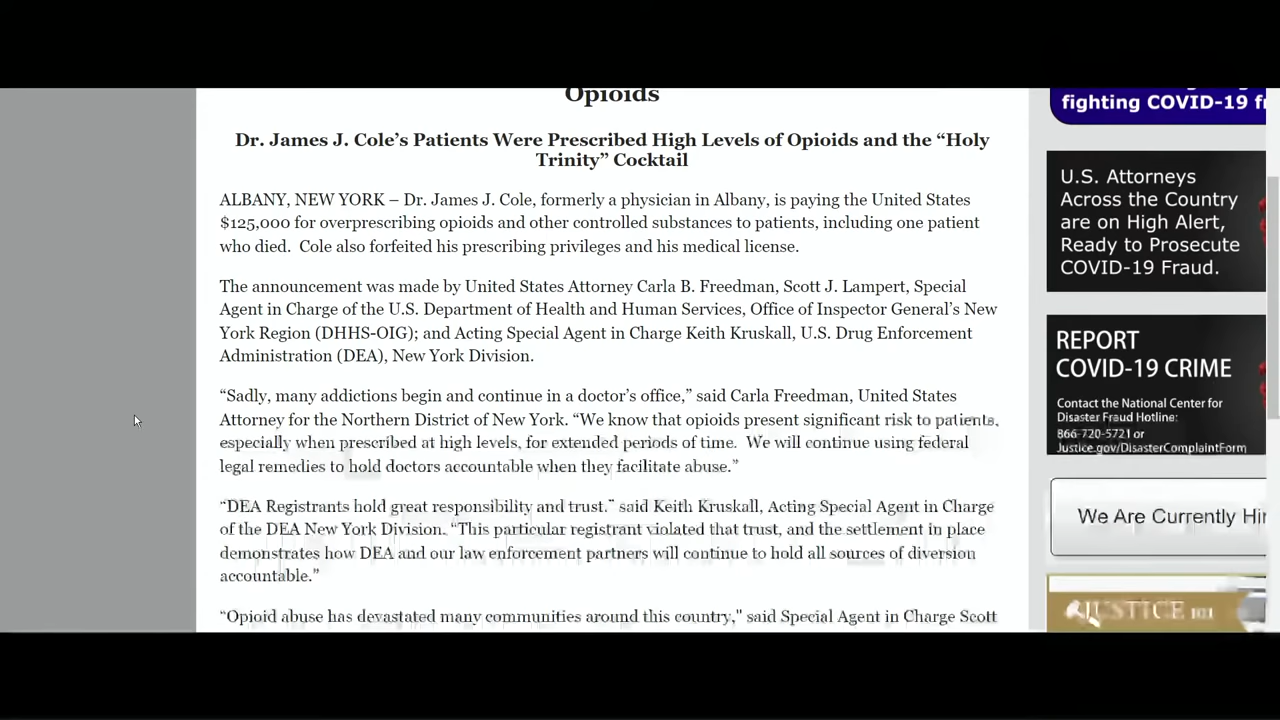 Opioids
Dr. James J. Cole’s Patients Were Prescribed High Levels of Opioids and the “Holy
Trinity” Cocktail
ALBANY, NEW YORK – Dr. James J. Cole, formerly a physician in Albany, is paying the United States
$125,000 for overprescribing opioids and other controlled substances to patients, including one patient
who died.  Cole also forfeited his prescribing privileges and his medical license.
The announcement was made by United States Attorney Carla B. Freedman, Scott J. Lampert, Special
Agent in Charge of the U.S. Department of Health and Human Services, Office of Inspector General’s New
York Region (DHHS-OIG); and Acting Special Agent in Charge Keith Kruskall, U.S. Drug Enforcement
Administration (DEA), New York Division.
“Sadly, many addictions begin and continue in a doctor’s office,” said Carla Freedman, United States
Attorney for the Northern District of New York. “We know that opioids present significant risk to patients,
especially when prescribed at high levels, for extended periods of time.  We will continue using federal
legal remedies to hold doctors accountable when they facilitate abuse.”
“DEA Registrants hold great responsibility and trust.” said Keith Kruskall, Acting Special Agent in Charge
of the DEA New York Division. “This particular registrant violated that trust, and the settlement in place
demonstrates how DEA and our law enforcement partners will continue to hold all sources of diversion
accountable.”
“Opioid abuse has devastated many communities around this country," said Special Agent in Charge Scott
fighting COVID-19 fr
U.S. Attorneys
Across the Country
are on High Alert,
Ready to Prosecute
COVID-19 Fraud.
REPORT
COVID-19 CRIME
Contact the National Center for
Disaster Fraud Hotline:
866-720-5721 or
Justice.gov/DisasterComplaintForm
We Are Currently Hir
JUSTICE 101